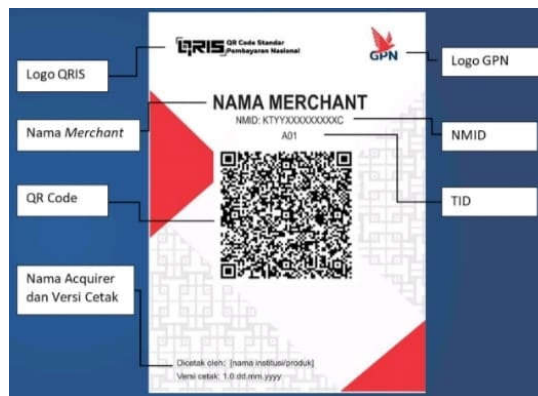 QRIS QR Code Standar
Pembayaran Nasional
GPN
Logo QRIS
Logo GPN
NAMA MERCHANT
NMID: KTYYXXXXXXXXXC
A01
Nama Merchant
NMID
QR Code
TID
Nama Acquirer
dan Versi Cetak
Dicetak oleh: [nama institusi/produk]
Versi cetak: 1.0.dd.mm.yyyy